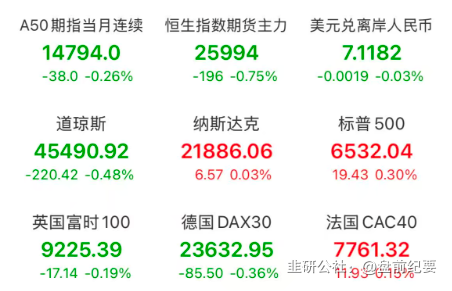 A50期指当月连续 恒生指数期货主力 美元兑离岸人民币
14794.0 25994 7.1182
-38.0 -0.26% -196 -0.75% -0.0019 -0.03%
道琼斯 纳斯达克 标普500
45490.92 21886.06 6532.04
-220.42 -0.48% 6.57 0.03% 19.43 0.30%
英国富时100 德国DAX30 法国CAC40
9225.39 23632.95 7761.32
-17.14 -0.19% -85.50 -0.36% 11.93 0.15%
韭研公社：@盘前纪要